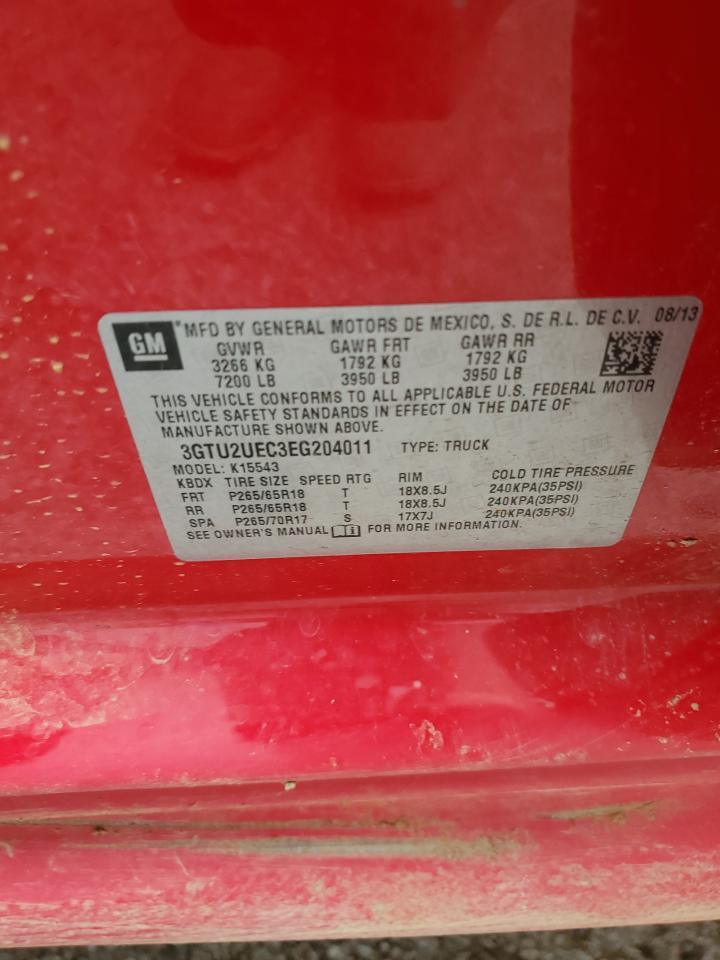 GM *MFD BY GENERAL MOTORS DE MEXICO, S. DE R.L. DE C.V. 08/13
GVWR GAWR FRT GAWR RR
3266 KG 1792 KG 1792 KG
7200 LB 3950 LB 3950 LB
THIS VEHICLE CONFORMS TO ALL APPLICABLE U.S. FEDERAL MOTOR
VEHICLE SAFETY STANDARDS IN EFFECT ON THE DATE OF
MANUFACTURE SHOWN ABOVE.
3GTU2UEC3EG204011 TYPE: TRUCK
MODEL: K15543
KBDX TIRE SIZE SPEED RTG RIM COLD TIRE PRESSURE
FRT P265/65R18 T 18X8.5J 240KPA(35PSI)
RR P265/65R18 T 18X8.5J 240KPA(35PSI)
SPA P265/70R17 S 17X7J 240KPA(35PSI)
SEE OWNER'S MANUAL FOR MORE INFORMATION.